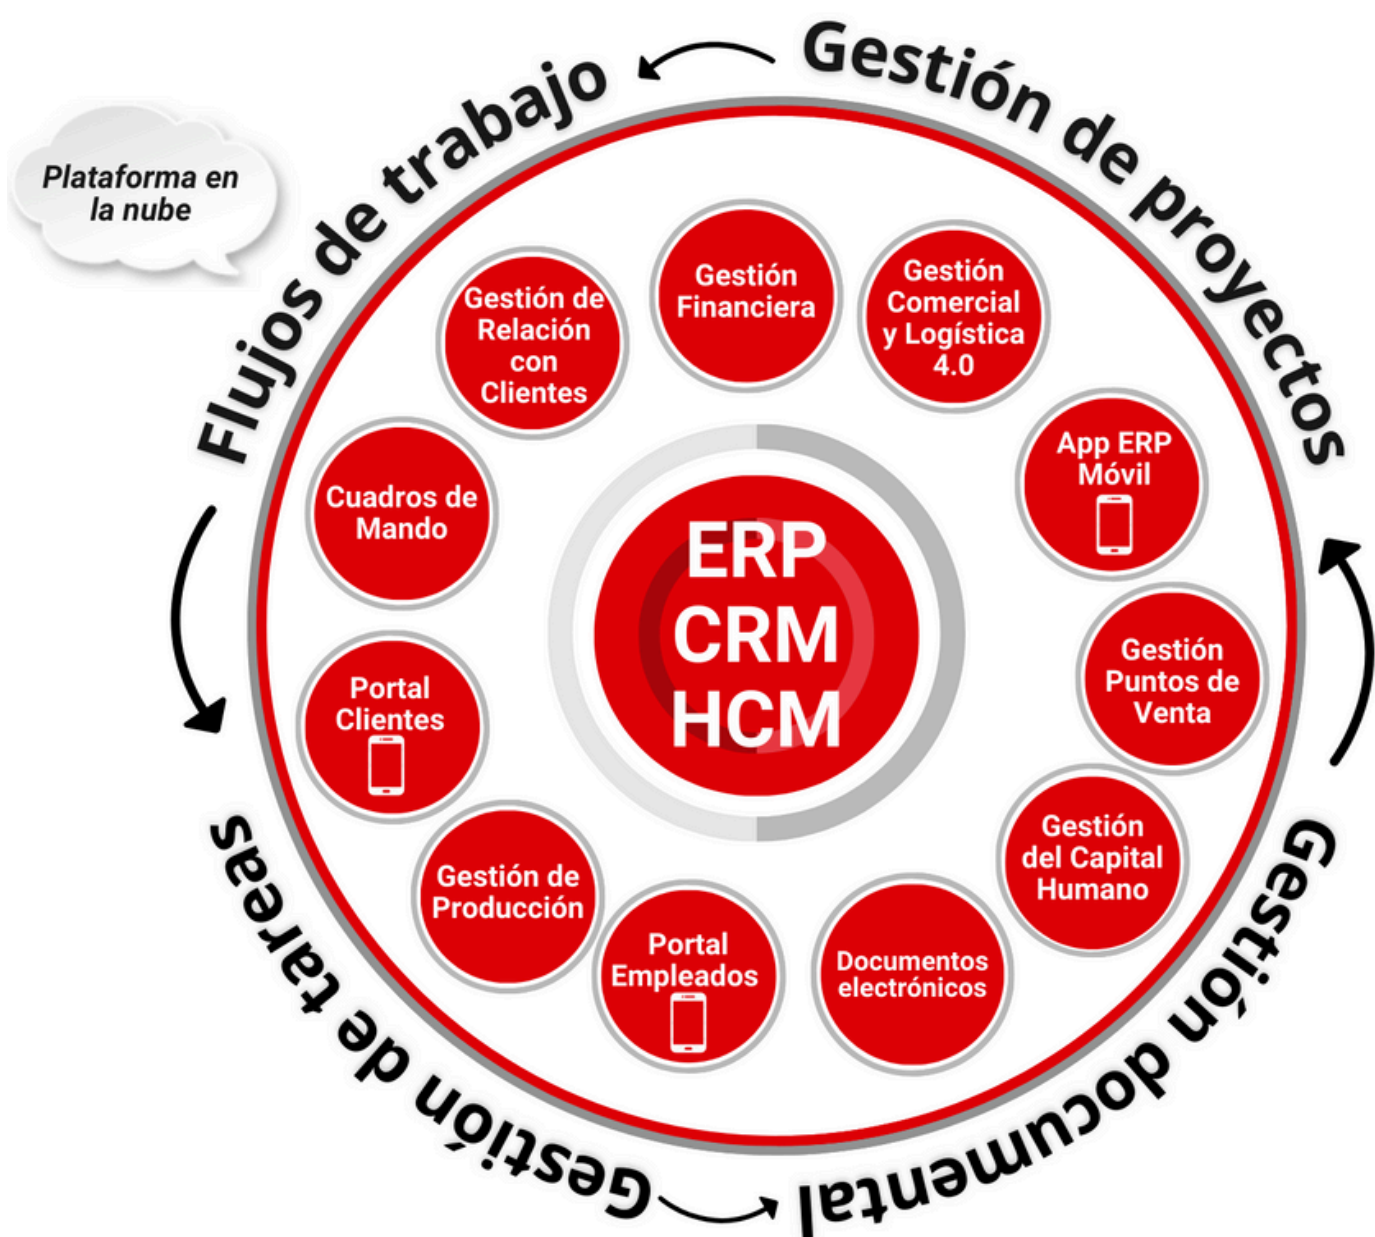 Gestión de proyectos
Flujos de trabajo
Plataforma en
la nube
Gestión
Financiera
Gestión
Comercial
y Logística
4.0
Gestión de
Relación
con
Clientes
App ERP
Móvil
Cuadros de
Mando
ERP
CRM
HCM
Gestión
Puntos de
Venta
Portal
Clientes
Gestión
del Capital
Humano
Gestión de
Producción
Portal
Empleados
Documentos
electrónicos
Gestión de tareas
Gestión documental